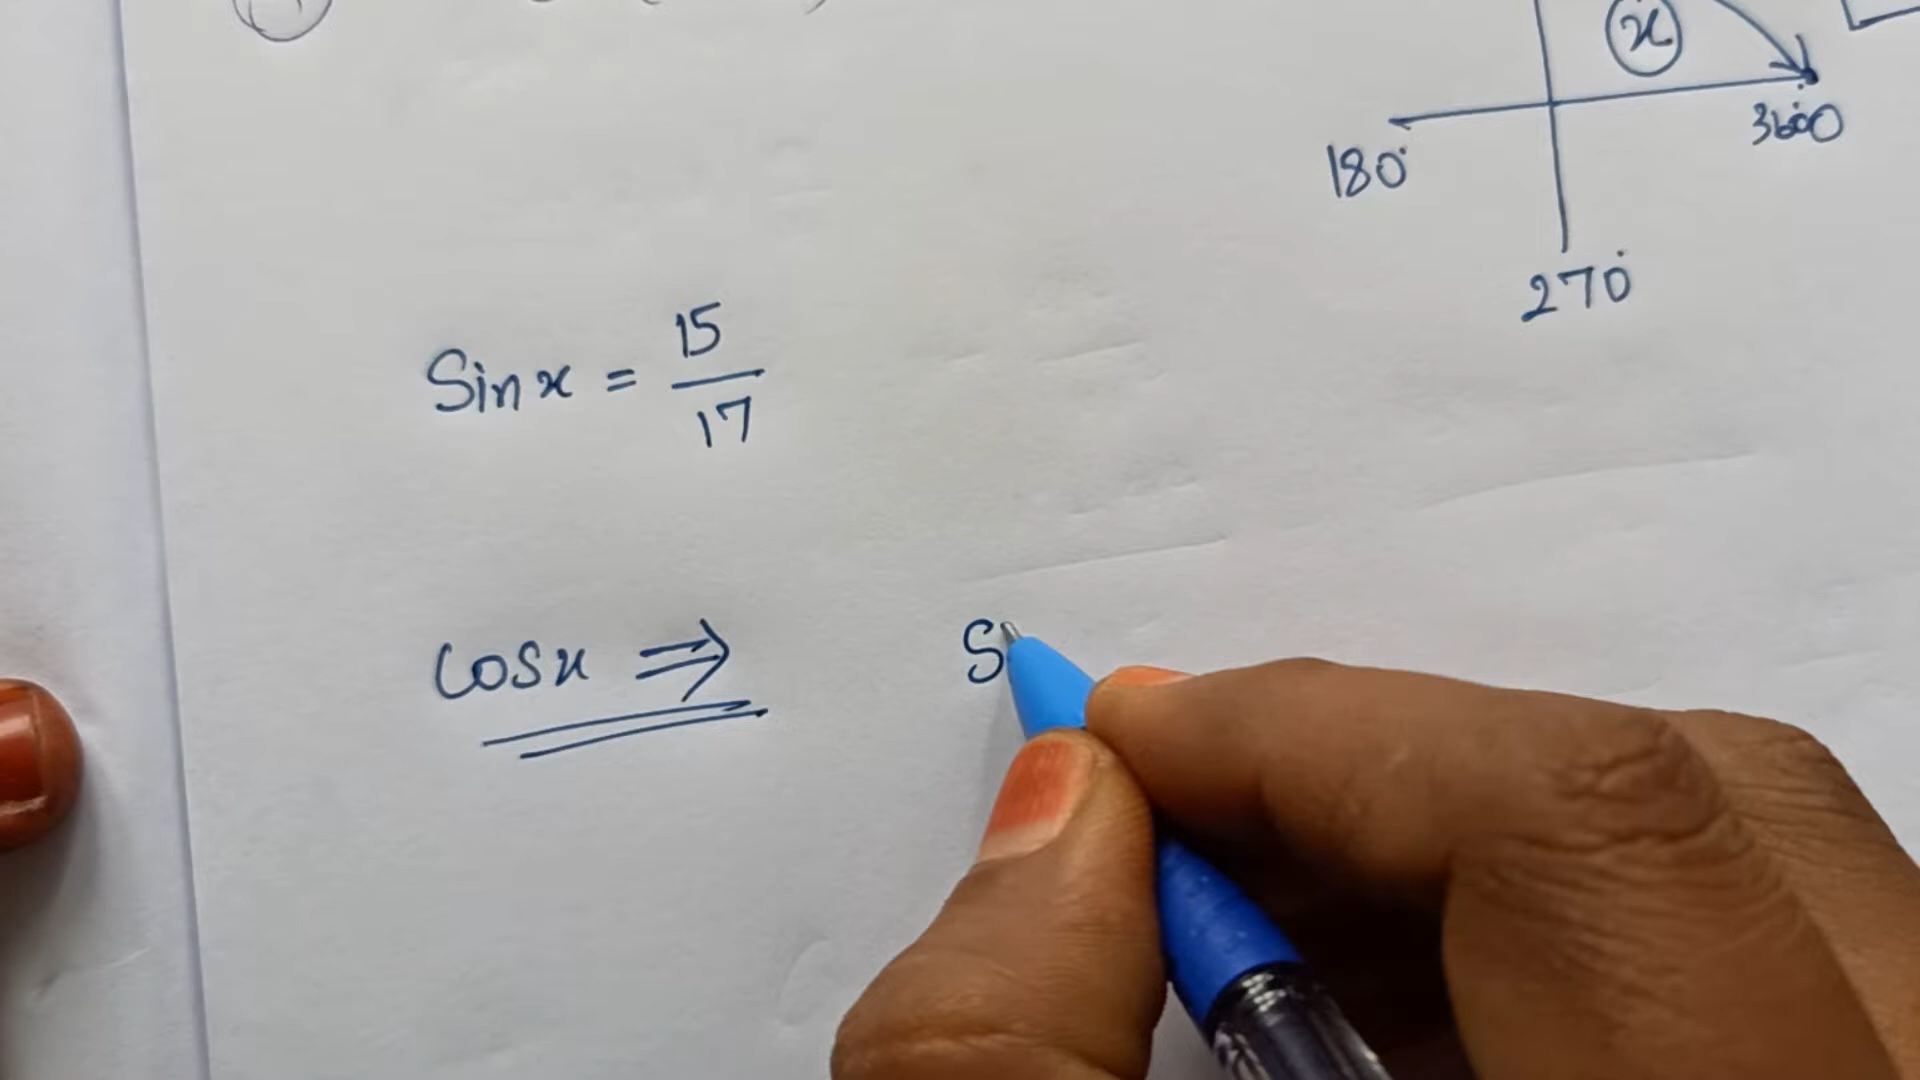 x
360°
180°
270°
Sin x = 15/17
Cos x ⇒ S